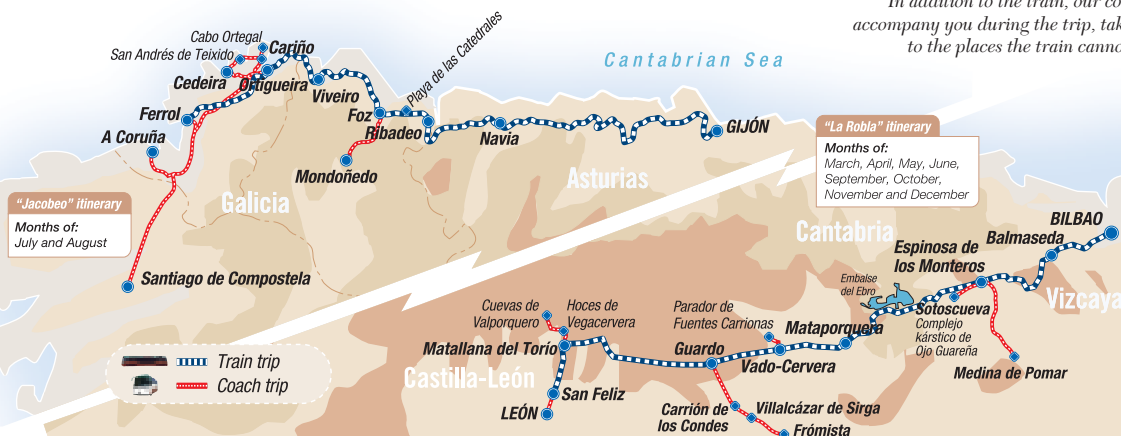 In addition to the train, our co
accompany you during the trip, tak
to the places the train canno
Cantabrian Sea
Cabo Ortegal
San Andrés de Teixido
Cariño
Cedeira
Ortigueira
Viveiro
Playa de las Catedrales
Ferrol
Foz
A Coruña
Ribadeo
Navia
GIJÓN
Mondoñedo
Asturias
Galicia
"La Robla" itinerary
Months of:
March, April, May, June,
September, October,
November and December
"Jacobeo" itinerary
Months of:
July and August
Santiago de Compostela
BILBAO
Cantabria
Balmaseda
Espinosa de
los Monteros
Vizcaya
Embalse
del Ebro
Sotoscueva
Complejo
kárstico de
Ojo Guareña
Medina de Pomar
Cuevas de
Valporquero
Hoces de
Vegacervera
Parador de
Fuentes Carrionas
Mataporquera
Matallana del Torío
Guardo
Vado-Cervera
Castilla-León
San Feliz
LEÓN
Carrión de
los Condes
Villalcázar de Sirga
Frómista
Train trip
Coach trip